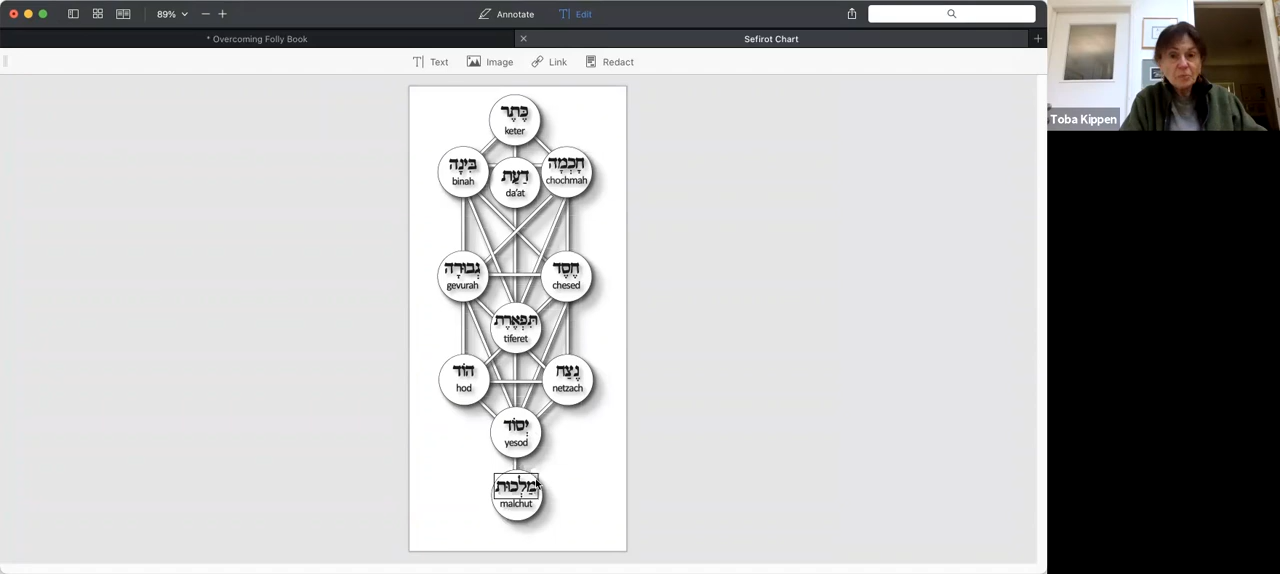 89%
Annotate
Edit
* Overcoming Folly Book
Sefirot Chart
Text
Image
Link
Redact
Toba Kippen
כֶּתֶר
keter
בִּינָה
binah
דַעַת
da'at
חָכְמָה
chochmah
גְבוּרָה
gevurah
חֶסֶד
chesed
תִּפְאֶרֶת
tiferet
הוֹד
hod
נֶצַח
netzach
יְסוֹד
yesod
מַלְכוּת
malchut